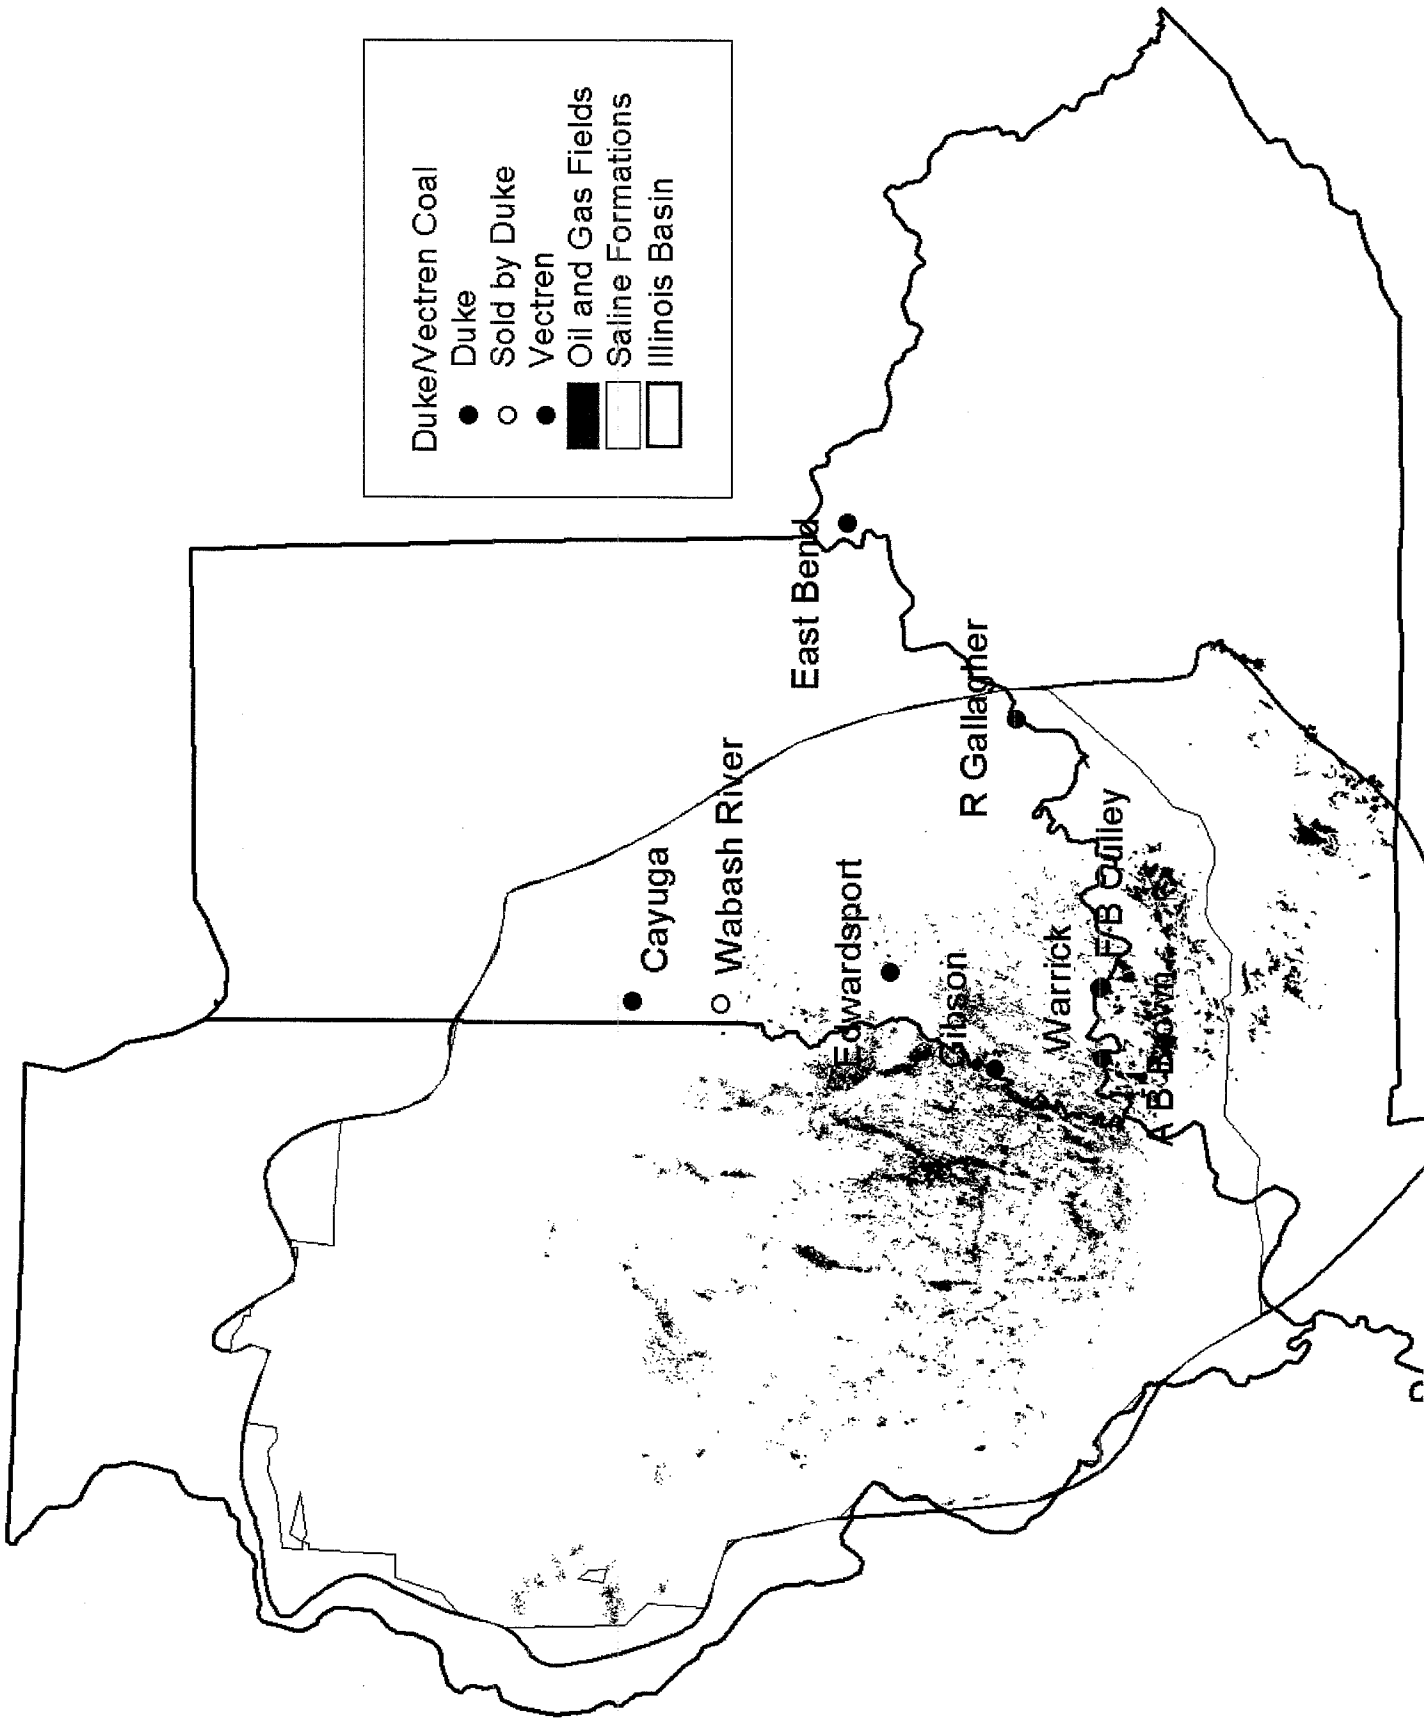 Duke/Vectren Coal
Duke
Sold by Duke
Vectren
Oil and Gas Fields
Saline Formations
Illinois Basin
Cayuga
Wabash River
East Bend
Edwardsport
Gibson
R Gallagher
Warrick
F B Culley
A B Brown